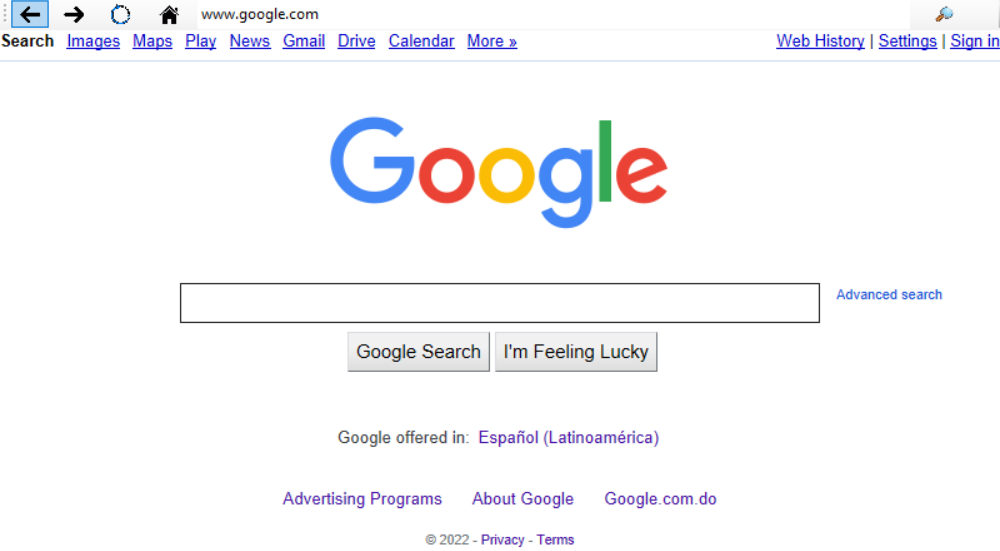 www.google.com
Search Images Maps Play News Gmail Drive Calendar More » Web History | Settings | Sign in
Google
Advanced search
Google Search I'm Feeling Lucky
Google offered in: Español (Latinoamérica)
Advertising Programs About Google Google.com.do
© 2022 - Privacy - Terms